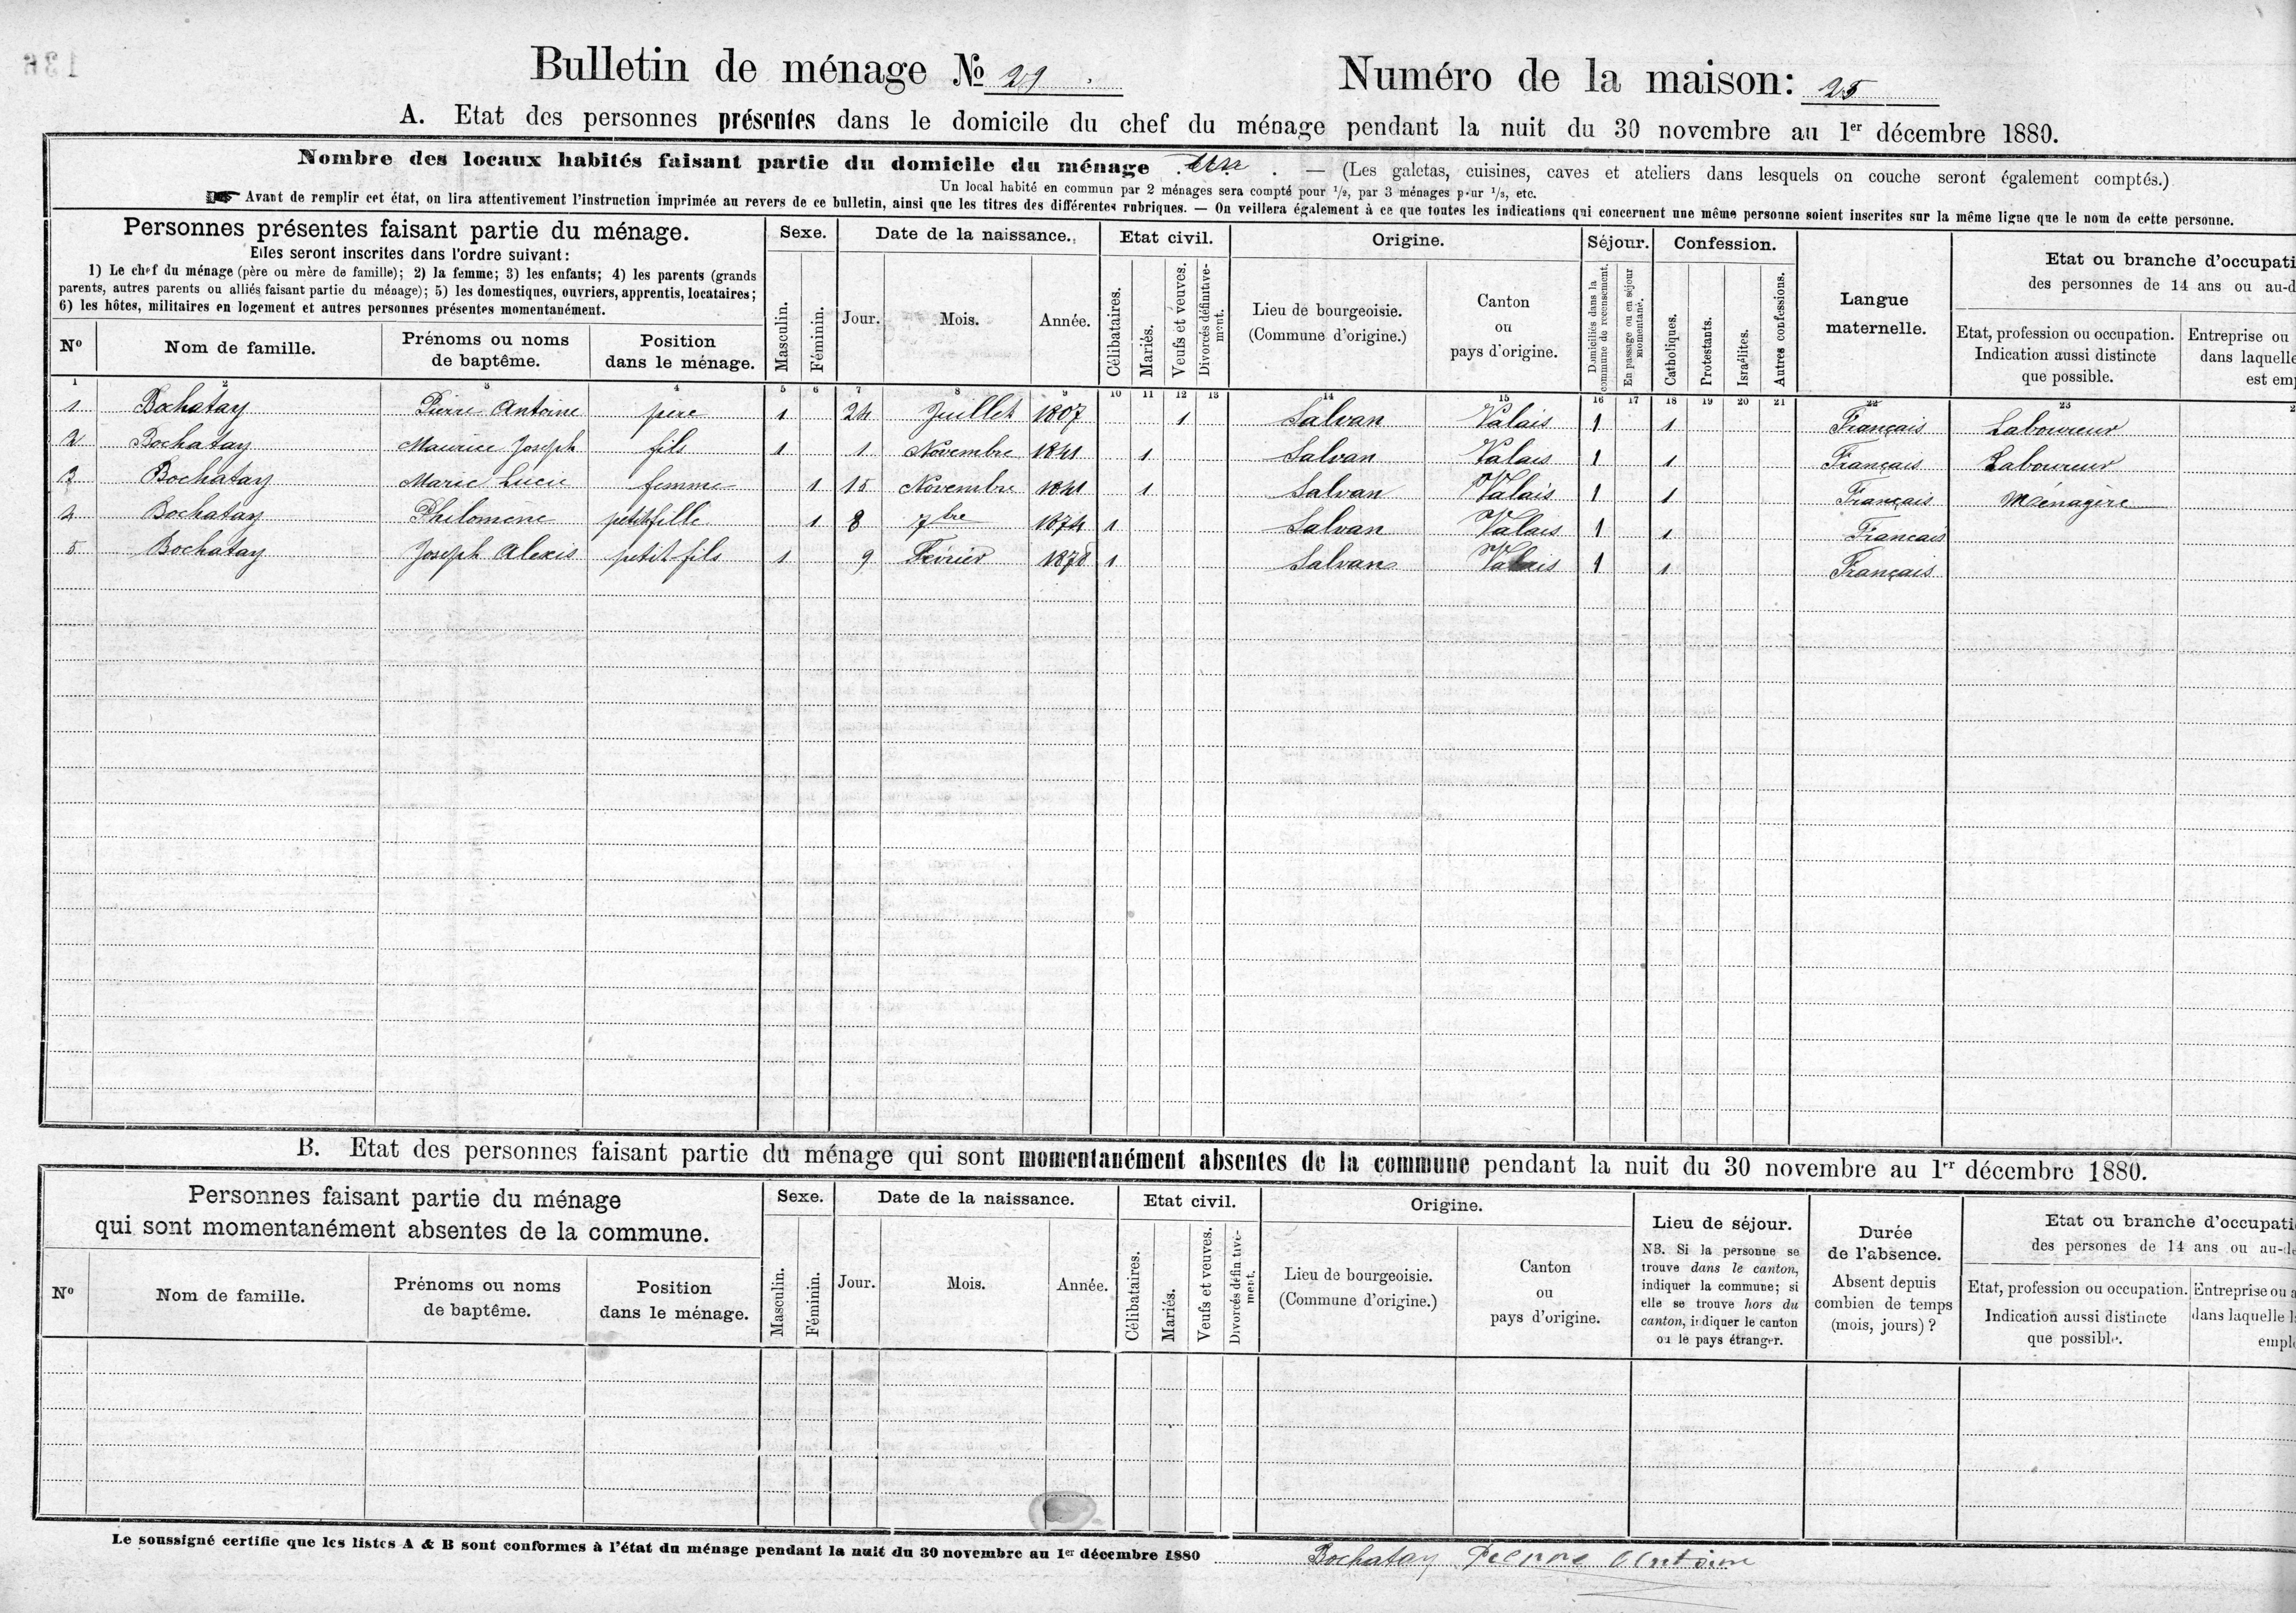 Bulletin de ménage № 29. Numéro de la maison: 25
A. Etat des personnes présentes dans le domicile du chef du ménage pendant la nuit du 30 novembre au 1er décembre 1880.
Nombre des locaux habités faisant partie du domicile du ménage un. — (Les galetas, cuisines, caves et ateliers dans lesquels on couche seront également comptés.)
Un local habité en commun par 2 ménages sera compté pour 1/2, par 3 ménages pour 1/3, etc.
Avant de remplir cet état, on lira attentivement l'instruction imprimée au revers de ce bulletin, ainsi que les titres des différentes rubriques. — On veillera également à ce que toutes les indications qui concernent une même personne soient inscrites sur la même ligne que le nom de cette personne.
Personnes présentes faisant partie du ménage.
Elles seront inscrites dans l'ordre suivant:
1) Le chef du ménage (père ou mère de famille); 2) la femme; 3) les enfants; 4) les parents (grands
parents, autres parents ou alliés faisant partie du ménage); 5) les domestiques, ouvriers, apprentis, locataires;
6) les hôtes, militaires en logement et autres personnes présentes momentanément.
No
Nom de famille.
Prénoms ou noms
de baptême.
Position
dans le ménage.
Sexe.
Masculin.
Féminin.
Date de la naissance.
Jour.
Mois.
Année.
Etat civil.
Célibataires.
Mariés.
Veufs et veuves.
Divorcés définitive-
ment.
Origine.
Lieu de bourgeoisie.
(Commune d'origine.)
Canton
ou
pays d'origine.
Séjour.
Domiciliés dans la
commune de recensement.
En passage ou en séjour
momentané.
Confession.
Catholiques.
Protestants.
Israélites.
Autres confessions.
Langue
maternelle.
Etat ou branche d'occupati
des personnes de 14 ans ou au-d
Etat, profession ou occupation.
Indication aussi distincte
que possible.
Entreprise ou
dans laquelle
est emp
1 2 3 4 5 6 7 8 9 10 11 12 13 14 15 16 17 18 19 20 21 22 23 2
1 Bochatay Pierre Antoine père 1 24 Juillet 1807 1 Salvan Valais 1 1 Français Laboureur
2 Bochatay Maurice Joseph fils 1 1 Novembre 1841 1 Salvan Valais 1 1 Français Laboureur
3 Bochatay Marie Lucie femme 1 15 Novembre 1841 1 Salvan Valais 1 1 Français Ménagère
4 Bochatay Philomène petite fille 1 8 7bre 1874 1 Salvan Valais 1 1 Français
5 Bochatay Joseph Alexis petit fils 1 9 Février 1878 1 Salvan Valais 1 1 Français
B. Etat des personnes faisant partie du ménage qui sont momentanément absentes de la commune pendant la nuit du 30 novembre au 1er décembre 1880.
Personnes faisant partie du ménage
qui sont momentanément absentes de la commune.
No
Nom de famille.
Prénoms ou noms
de baptême.
Position
dans le ménage.
Sexe.
Masculin.
Féminin.
Date de la naissance.
Jour.
Mois.
Année.
Etat civil.
Célibataires.
Mariés.
Veufs et veuves.
Divorcés définitive-
ment.
Origine.
Lieu de bourgeoisie.
(Commune d'origine.)
Canton
ou
pays d'origine.
Lieu de séjour.
NB. Si la personne se
trouve dans le canton,
indiquer la commune; si
elle se trouve hors du
canton, indiquer le canton
ou le pays étranger.
Durée
de l'absence.
Absent depuis
combien de temps
(mois, jours)?
Etat ou branche d'occupati
des persones de 14 ans ou au-de
Etat, profession ou occupation.
Indication aussi distincte
que possible.
Entreprise ou a
dans laquelle l
emplo
Le soussigné certifie que les listes A & B sont conformes à l'état du ménage pendant la nuit du 30 novembre au 1er décembre 1880 Bochatay Pierre Antoine